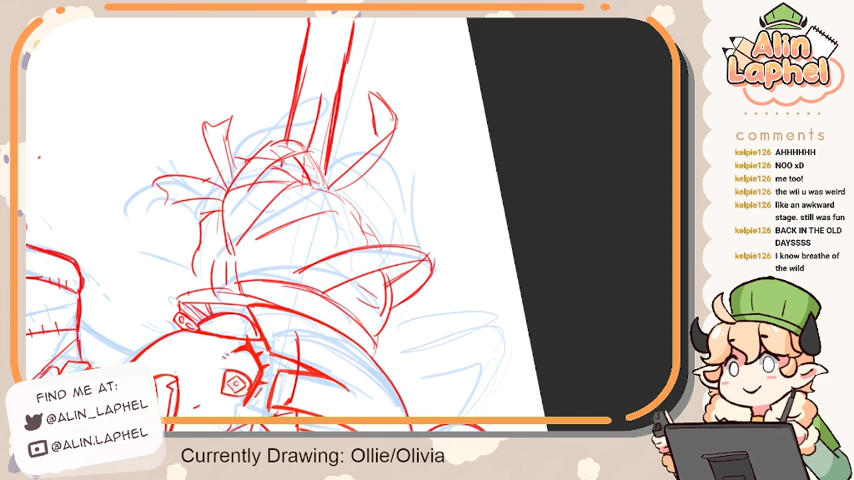 Alin
Laphel
comments
kelpie126 AHHHHHH
kelpie126 NOO xD
kelpie126 me too!
kelpie126 the wii u was weird
kelpie126 like an awkward
stage. still was fun
kelpie126 BACK IN THE OLD
DAYSSSS
kelpie126 I know breathe of
the wild
FIND ME AT:
@ALIN_LAPHEL
@ALIN.LAPHEL
Currently Drawing: Ollie/Olivia